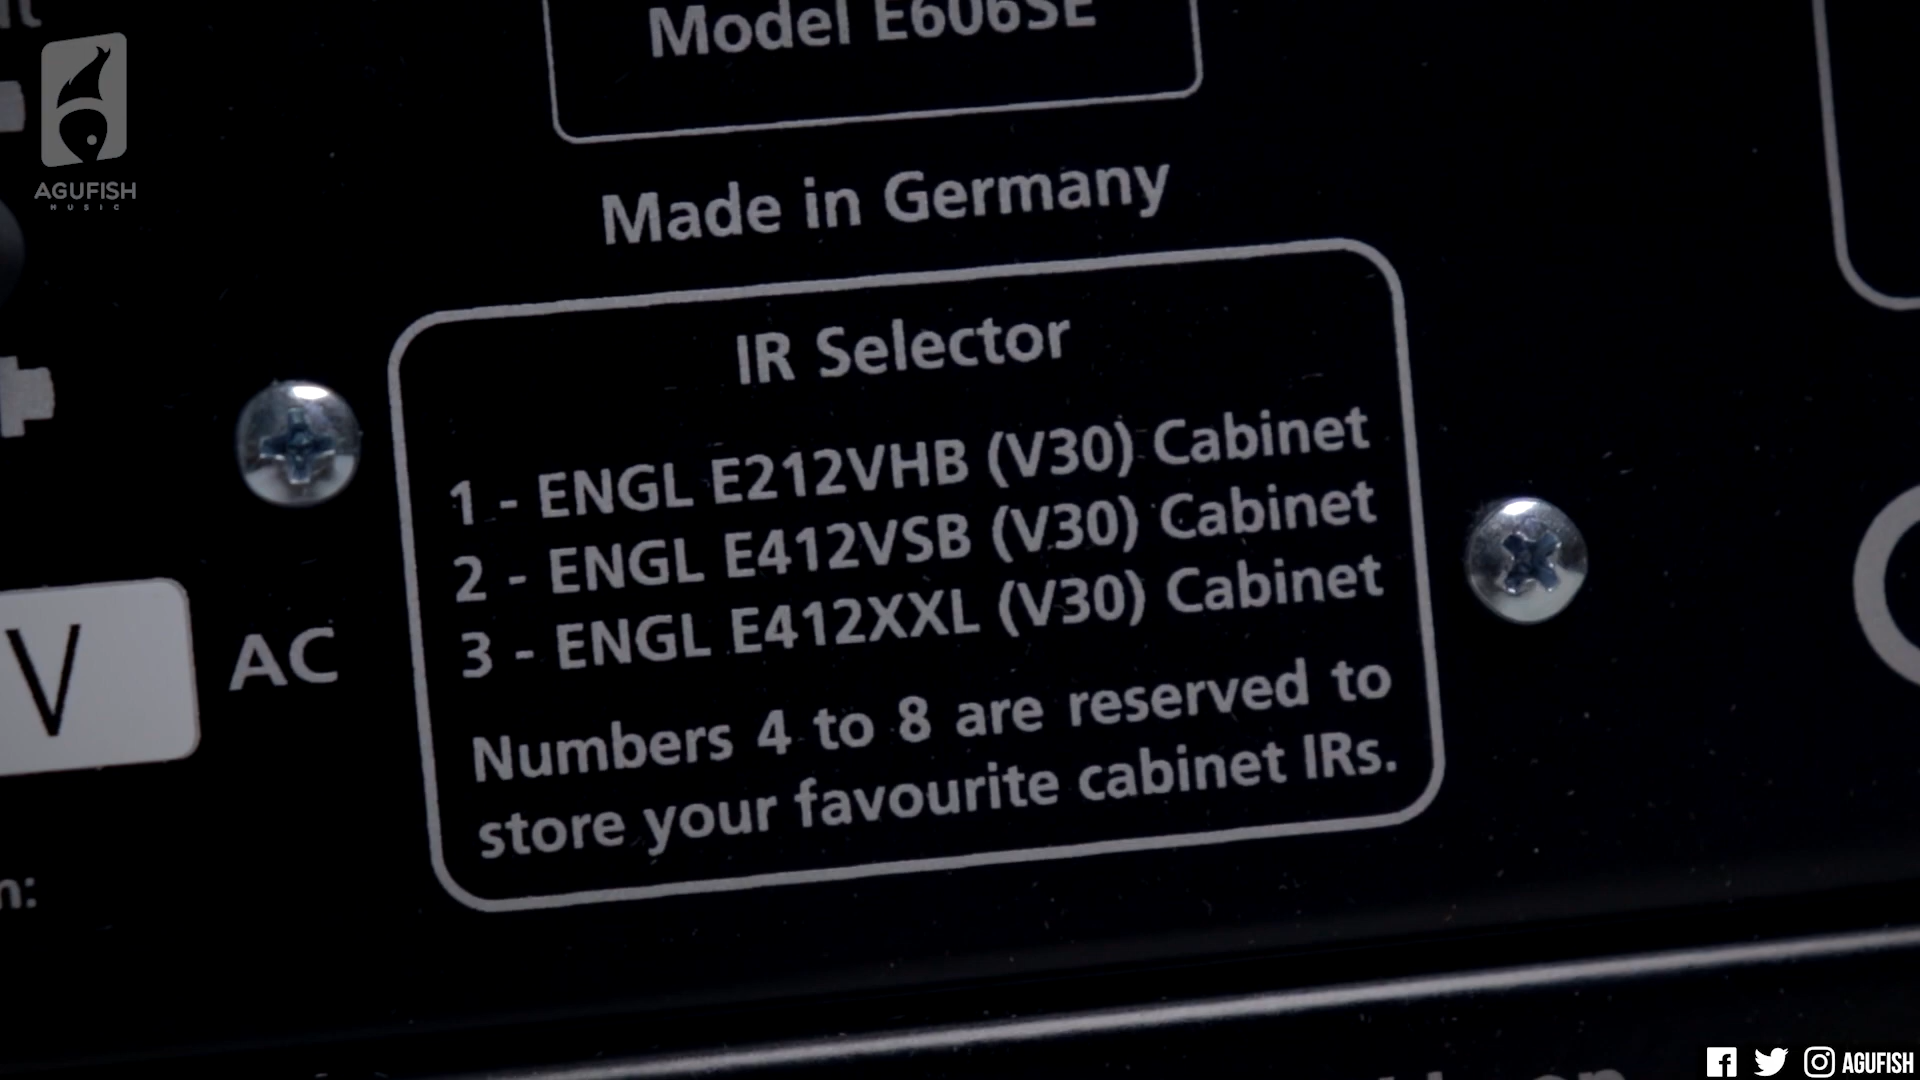 Model E606SE
AGUFISH
MUSIC
Made in Germany
IR Selector
1 - ENGL E212VHB (V30) Cabinet
2 - ENGL E412VSB (V30) Cabinet
3 - ENGL E412XXL (V30) Cabinet
Numbers 4 to 8 are reserved to
store your favourite cabinet IRs.
V
AC
AGUFISH